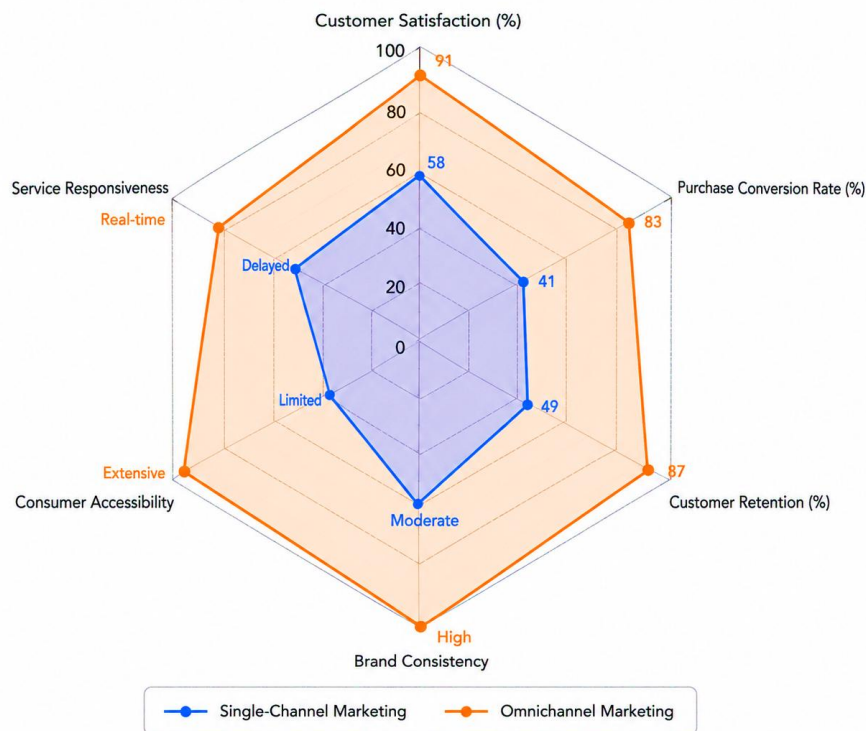 Customer Satisfaction (%)
100
91
80
60
58
Service Responsiveness
Purchase Conversion Rate (%)
Real-time
83
40
Delayed
41
20
0
Limited
49
Extensive
87
Consumer Accessibility
Customer Retention (%)
Moderate
High
Brand Consistency
Single-Channel Marketing
Omnichannel Marketing